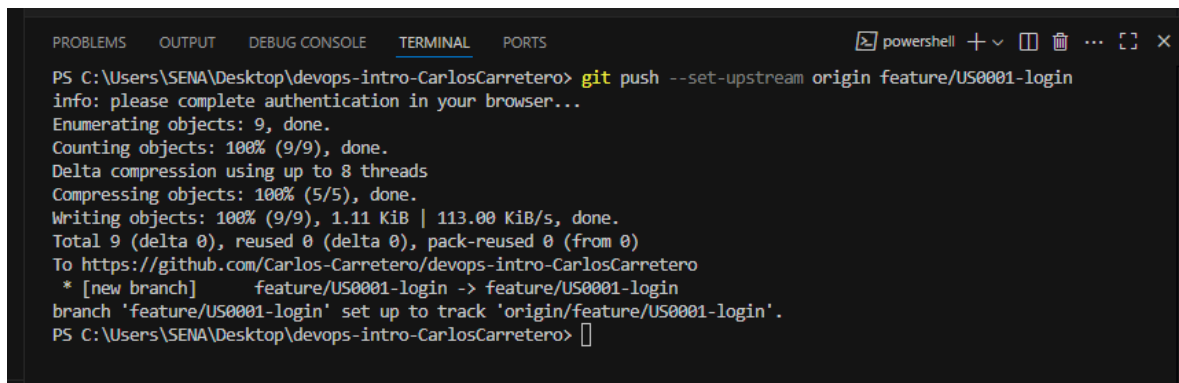 PROBLEMS OUTPUT DEBUG CONSOLE TERMINAL PORTS powershell
PS C:\Users\SENA\Desktop\devops-intro-CarlosCarretero> git push --set-upstream origin feature/US0001-login
info: please complete authentication in your browser...
Enumerating objects: 9, done.
Counting objects: 100% (9/9), done.
Delta compression using up to 8 threads
Compressing objects: 100% (5/5), done.
Writing objects: 100% (9/9), 1.11 KiB | 113.00 KiB/s, done.
Total 9 (delta 0), reused 0 (delta 0), pack-reused 0 (from 0)
To https://github.com/Carlos-Carretero/devops-intro-CarlosCarretero
 * [new branch]      feature/US0001-login -> feature/US0001-login
branch 'feature/US0001-login' set up to track 'origin/feature/US0001-login'.
PS C:\Users\SENA\Desktop\devops-intro-CarlosCarretero>